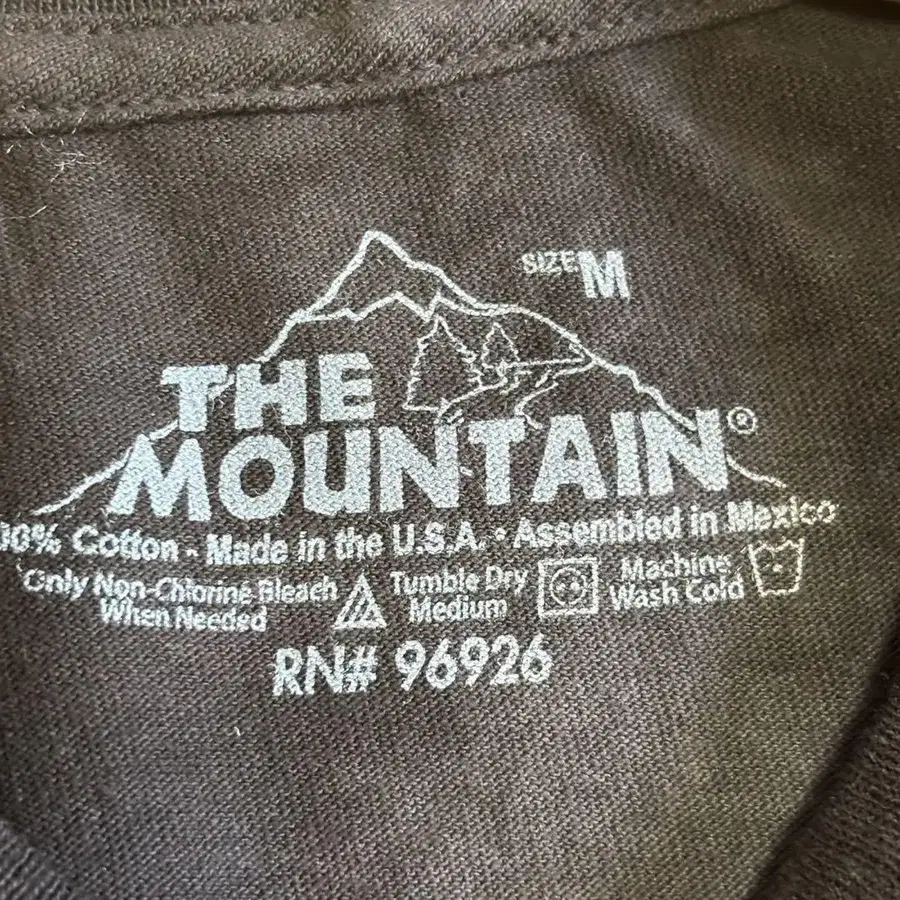 SIZE M
THE
MOUNTAIN®
00% Cotton - Made in the U.S.A. • Assembled in Mexico
Only Non-Chlorine Bleach
When Needed
Tumble Dry
Medium
Machine
Wash Cold
RN# 96926